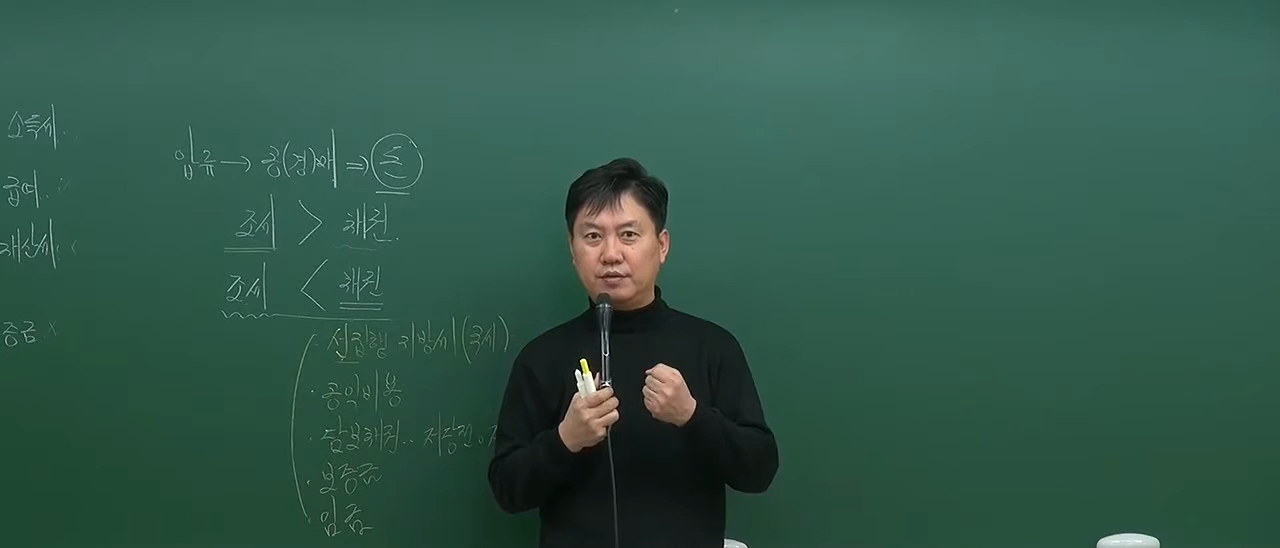 소득세.
급여.
재산세
증금 x
압류 → 공(경)매 ⇒
조세 > 채권.
조세 < 채권
· 선집행 지방세(국세)
· 공익비용
· 담보채권.. 저당권.
· 보증금
· 임금